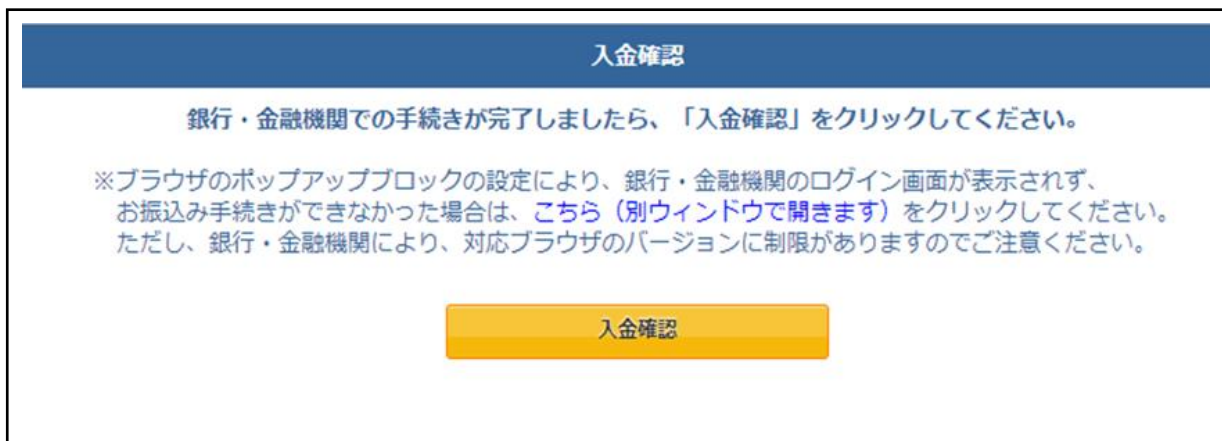 入金確認
銀行・金融機関での手続きが完了しましたら、「入金確認」をクリックしてください。
※ブラウザのポップアップブロックの設定により、銀行・金融機関のログイン画面が表示されず、
お振込み手続きができなかった場合は、こちら（別ウィンドウで開きます）をクリックしてください。
ただし、銀行・金融機関により、対応ブラウザのバージョンに制限がありますのでご注意ください。
入金確認